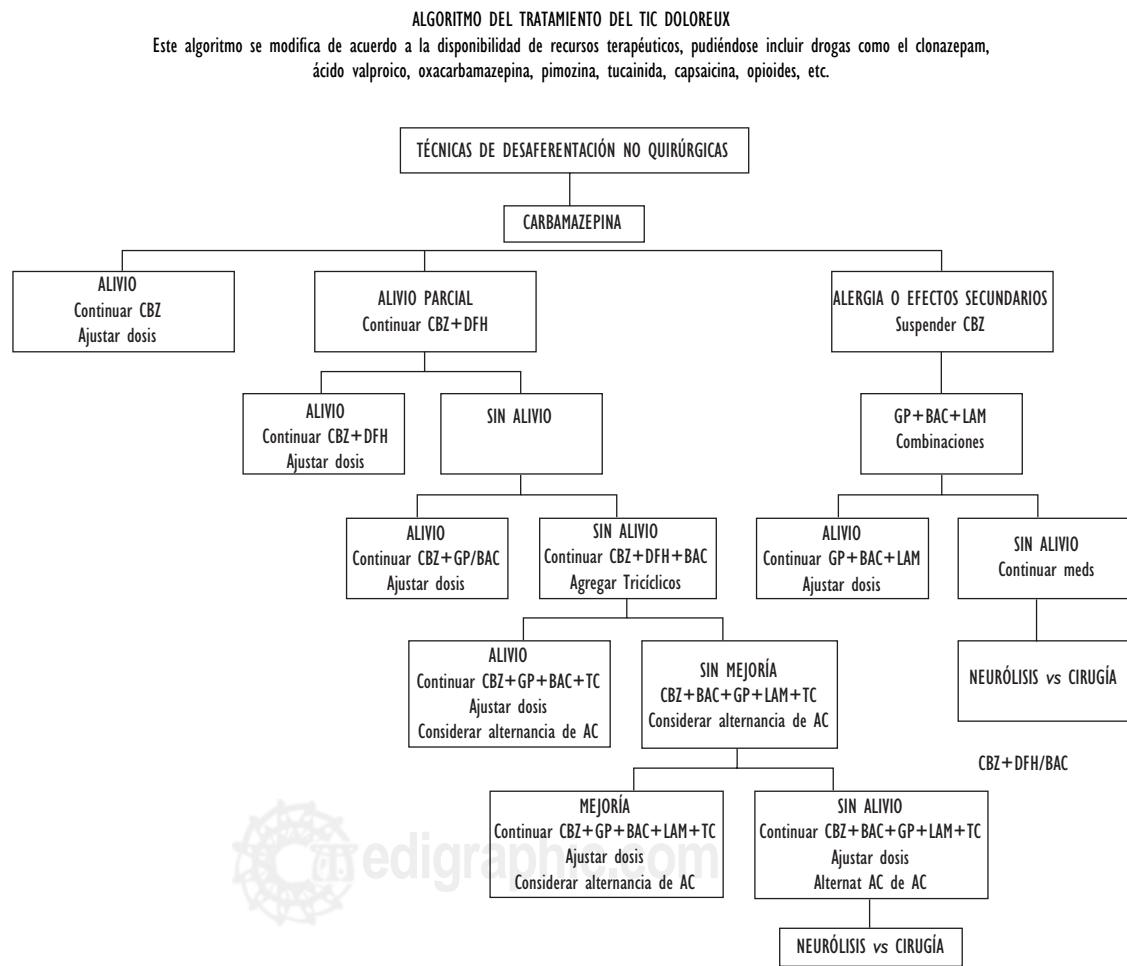 ALGORITMO DEL TRATAMIENTO DEL TIC DOLOREUX
Este algoritmo se modifica de acuerdo a la disponibilidad de recursos terapéuticos, pudiéndose incluir drogas como el clonazepam,
ácido valproico, oxacarbamazepina, pimozina, tucainida, capsaicina, opioides, etc.
TÉCNICAS DE DESAFERENTACIÓN NO QUIRÚRGICAS
CARBAMAZEPINA
ALIVIO
Continuar CBZ
Ajustar dosis
ALIVIO PARCIAL
Continuar CBZ+DFH
ALERGIA O EFECTOS SECUNDARIOS
Suspender CBZ
ALIVIO
Continuar CBZ+DFH
Ajustar dosis
SIN ALIVIO
GP+BAC+LAM
Combinaciones
ALIVIO
Continuar CBZ+GP/BAC
Ajustar dosis
SIN ALIVIO
Continuar CBZ+DFH+BAC
Agregar Tricíclicos
ALIVIO
Continuar GP+BAC+LAM
Ajustar dosis
SIN ALIVIO
Continuar meds
ALIVIO
Continuar CBZ+GP+BAC+TC
Ajustar dosis
Considerar alternancia de AC
SIN MEJORÍA
CBZ+BAC+GP+LAM+TC
Considerar alternancia de AC
NEURÓLISIS vs CIRUGÍA
CBZ+DFH/BAC
MEJORÍA
Continuar CBZ+GP+BAC+LAM+TC
Ajustar dosis
Considerar alternancia de AC
SIN ALIVIO
Continuar CBZ+BAC+GP+LAM+TC
Ajustar dosis
Alternat AC de AC
edigraphic.com
NEURÓLISIS vs CIRUGÍA